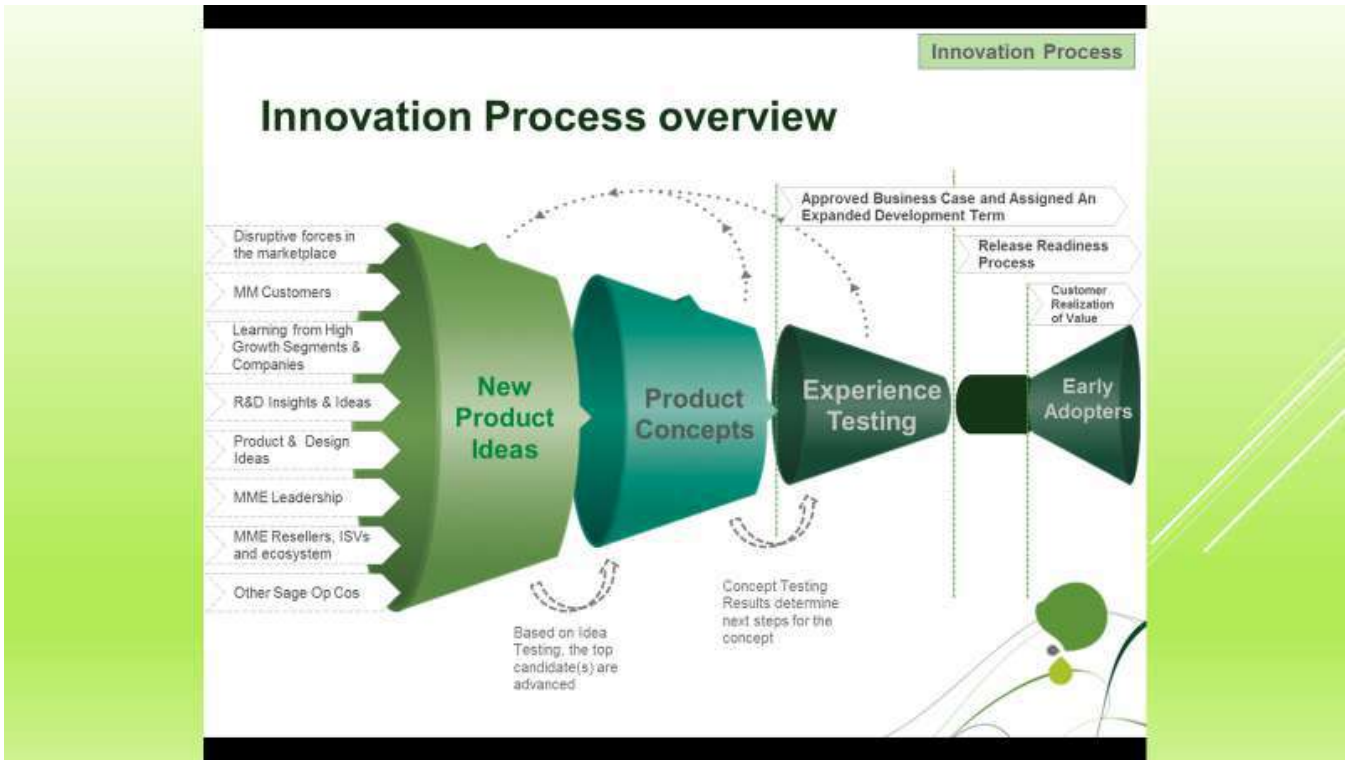 Innovation Process
Innovation Process overview
Approved Business Case and Assigned An
Expanded Development Term
Release Readiness
Process
Customer
Realization
of Value
Disruptive forces in
the marketplace
MM Customers
Learning from High
Growth Segments &
Companies
R&D Insights & Ideas
Product & Design
Ideas
MME Leadership
MME Resellers, ISVs
and ecosystem
Other Sage Op Cos
New
Product
Ideas
Product
Concepts
Experience
Testing
Early
Adopters
Based on Idea
Testing, the top
candidate(s) are
advanced
Concept Testing
Results determine
next steps for the
concept